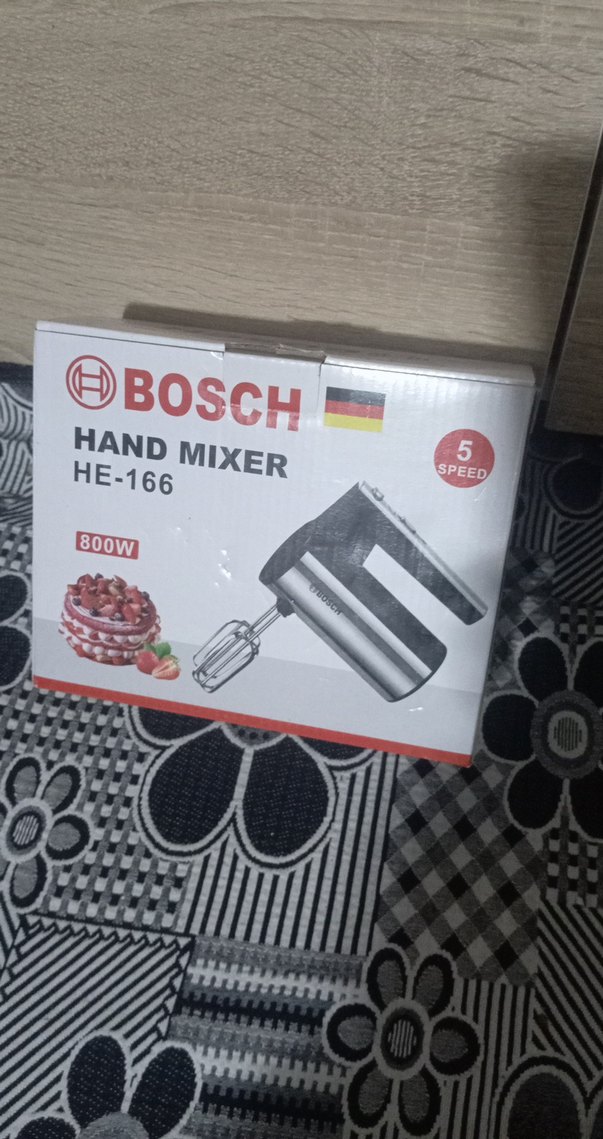 BOSCH
HAND MIXER
HE-166
5
SPEED
800W
BOSCH